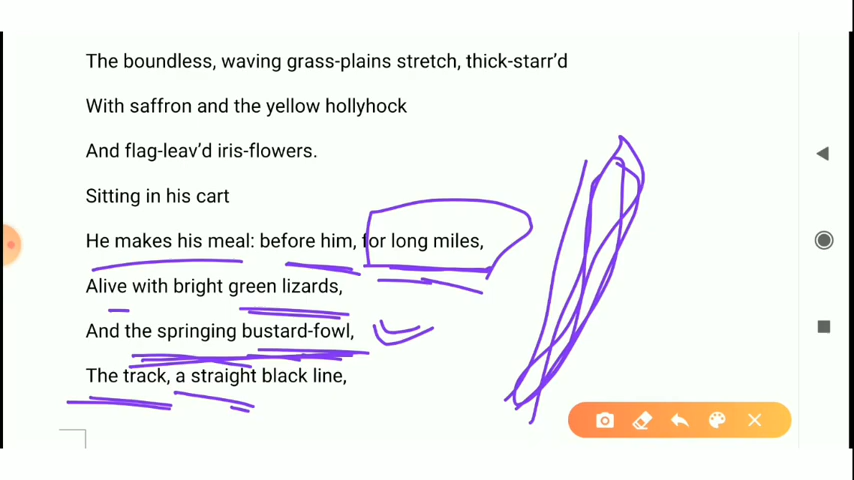 The boundless, waving grass-plains stretch, thick-starr’d
With saffron and the yellow hollyhock
And flag-leav’d iris-flowers.
Sitting in his cart
He makes his meal: before him, for long miles,
Alive with bright green lizards,
And the springing bustard-fowl,
The track, a straight black line,